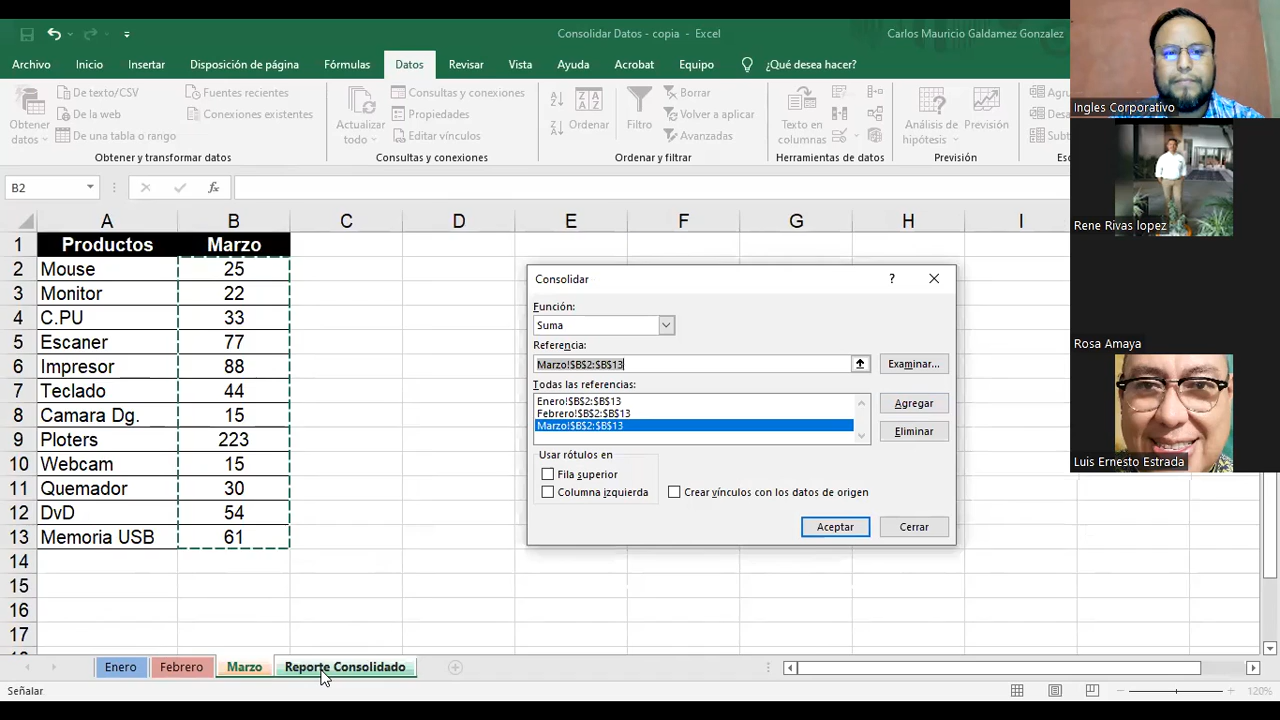 Consolidar Datos - copia - Excel
Carlos Mauricio Galdamez Gonzalez
Archivo Inicio Insertar Disposición de página Fórmulas Datos Revisar Vista Ayuda Acrobat Equipo ¿Qué desea hacer?
Obtener datos
De texto/CSV
De la web
De una tabla o rango
Fuentes recientes
Conexiones existentes
Obtener y transformar datos
Actualizar todo
Consultas y conexiones
Editar vínculos
Consultas y conexiones
Ordenar
Filtro
Borrar
Volver a aplicar
Avanzadas
Ordenar y filtrar
Texto en columnas
Herramientas de datos
Análisis de hipótesis
Previsión
Previsión
B2
fx
A B C D E F G H I
1 Productos Marzo
2 Mouse 25
3 Monitor 22
4 C.PU 33
5 Escaner 77
6 Impresor 88
7 Teclado 44
8 Camara Dg. 15
9 Ploters 223
10 Webcam 15
11 Quemador 30
12 DvD 54
13 Memoria USB 61
14
15
16
17
Consolidar ?
Función:
Suma
Referencia:
Marzo!$B$2:$B$13
Examinar...
Todas las referencias:
Enero!$B$2:$B$13
Febrero!$B$2:$B$13
Marzo!$B$2:$B$13
Agregar
Eliminar
Usar rótulos en
Fila superior
Columna izquierda
Crear vínculos con los datos de origen
Aceptar Cerrar
Enero Febrero Marzo Reporte Consolidado
Señalar
120%
Ingles Corporativo
Rene Rivas lopez
Rosa Amaya
Luis Ernesto Estrada